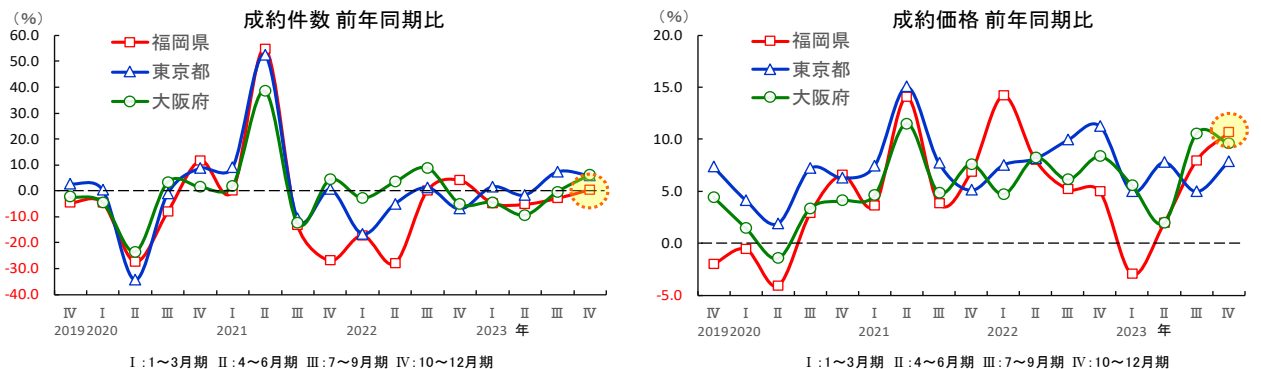 成約件数 前年同期比
（%）
福岡県
東京都
大阪府
60.0
50.0
40.0
30.0
20.0
10.0
0.0
-10.0
-20.0
-30.0
-40.0
Ⅳ Ⅰ Ⅱ Ⅲ Ⅳ Ⅰ Ⅱ Ⅲ Ⅳ Ⅰ Ⅱ Ⅲ Ⅳ Ⅰ Ⅱ Ⅲ Ⅳ
2019 2020 2021 2022 2023 年
Ⅰ:1～3月期 Ⅱ:4～6月期 Ⅲ:7～9月期 Ⅳ:10～12月期
成約価格 前年同期比
（%）
福岡県
東京都
大阪府
20.0
15.0
10.0
5.0
0.0
-5.0
Ⅳ Ⅰ Ⅱ Ⅲ Ⅳ Ⅰ Ⅱ Ⅲ Ⅳ Ⅰ Ⅱ Ⅲ Ⅳ Ⅰ Ⅱ Ⅲ Ⅳ
2019 2020 2021 2022 2023 年
Ⅰ:1～3月期 Ⅱ:4～6月期 Ⅲ:7～9月期 Ⅳ:10～12月期